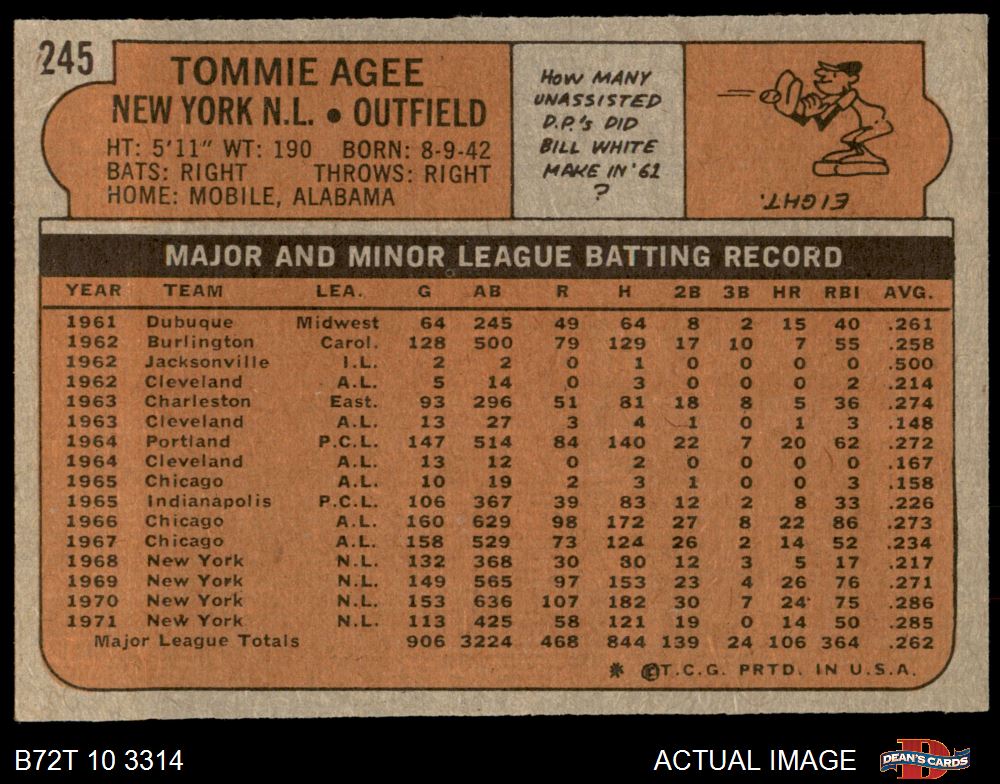 245
TOMMIE AGEE
NEW YORK N.L. • OUTFIELD
HT: 5'11" WT: 190 BORN: 8-9-42
BATS: RIGHT THROWS: RIGHT
HOME: MOBILE, ALABAMA
HOW MANY
UNASSISTED
D.P.'s DID
BILL WHITE
MAKE IN '61
?
EIGHT.
MAJOR AND MINOR LEAGUE BATTING RECORD
YEAR TEAM LEA. G AB R H 2B 3B HR RBI AVG.
1961 Dubuque Midwest 64 245 49 64 8 2 15 40 .261
1962 Burlington Carol. 128 500 79 129 17 10 7 55 .258
1962 Jacksonville I.L. 2 2 0 1 0 0 0 0 .500
1962 Cleveland A.L. 5 14 0 3 0 0 0 2 .214
1963 Charleston East. 93 296 51 81 18 8 5 36 .274
1963 Cleveland A.L. 13 27 3 4 1 0 1 3 .148
1964 Portland P.C.L. 147 514 84 140 22 7 20 62 .272
1964 Cleveland A.L. 13 12 0 2 0 0 0 0 .167
1965 Chicago A.L. 10 19 2 3 1 0 0 3 .158
1965 Indianapolis P.C.L. 106 367 39 83 12 2 8 33 .226
1966 Chicago A.L. 160 629 98 172 27 8 22 86 .273
1967 Chicago A.L. 158 529 73 124 26 2 14 52 .234
1968 New York N.L. 132 368 30 80 12 3 5 17 .217
1969 New York N.L. 149 565 97 153 23 4 26 76 .271
1970 New York N.L. 153 636 107 182 30 7 24 75 .286
1971 New York N.L. 113 425 58 121 19 0 14 50 .285
Major League Totals 906 3224 468 844 139 24 106 364 .262
* ©T.C.G. PRTD. IN U.S.A.
B72T 10 3314
ACTUAL IMAGE
DEAN'S CARDS